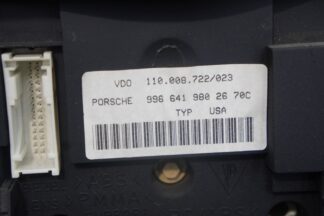 VDO 110.008.722/023
PORSCHE 996 641 980 26 70C
TYP USA